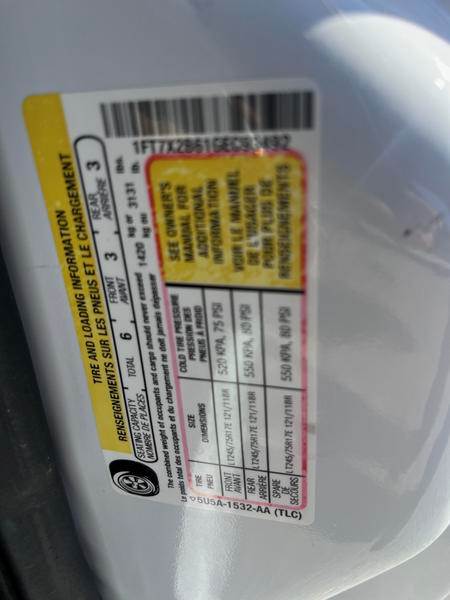 TIRE AND LOADING INFORMATION
RENSEIGNEMENTS SUR LES PNEUS ET LE CHARGEMENT
SEATING CAPACITY TOTAL 6 FRONT 3 REAR 3
NOMBRE DE PLACES AVANT ARRIÈRE
The combined weight of occupants and cargo should never exceed 1420 kg or 3131 lbs.
Le poids total des occupants et du chargement ne doit jamais dépasser kg ou lb.
TIRE SIZE COLD TIRE PRESSURE
PNEU DIMENSIONS PRESSION DES PNEUS À FROID
FRONT AVANT LT245/75R17E 121/118R 520 KPA, 75 PSI
REAR ARRIÈRE LT245/75R17E 121/118R 550 KPA, 80 PSI
SPARE DE SECOURS LT245/75R17E 121/118R 550 KPA, 80 PSI
SEE OWNER'S
MANUAL FOR
ADDITIONAL
INFORMATION
VOIR LE MANUEL
DE L'USAGER
POUR PLUS DE
RENSEIGNEMENTS
5U5A-1532-AA (TLC)